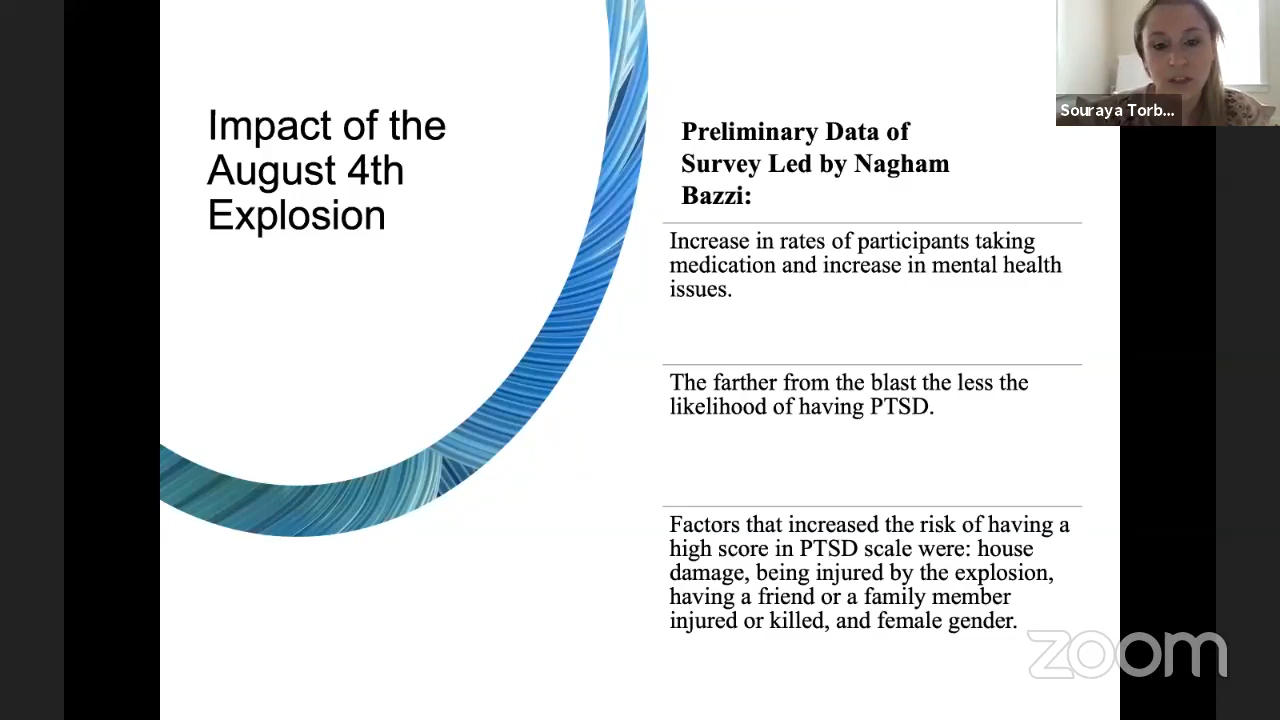 Impact of the
August 4th
Explosion
Souraya Torb...
Preliminary Data of
Survey Led by Nagham
Bazzi:
Increase in rates of participants taking
medication and increase in mental health
issues.
The farther from the blast the less the
likelihood of having PTSD.
Factors that increased the risk of having a
high score in PTSD scale were: house
damage, being injured by the explosion,
having a friend or a family member
injured or killed, and female gender.
zoom